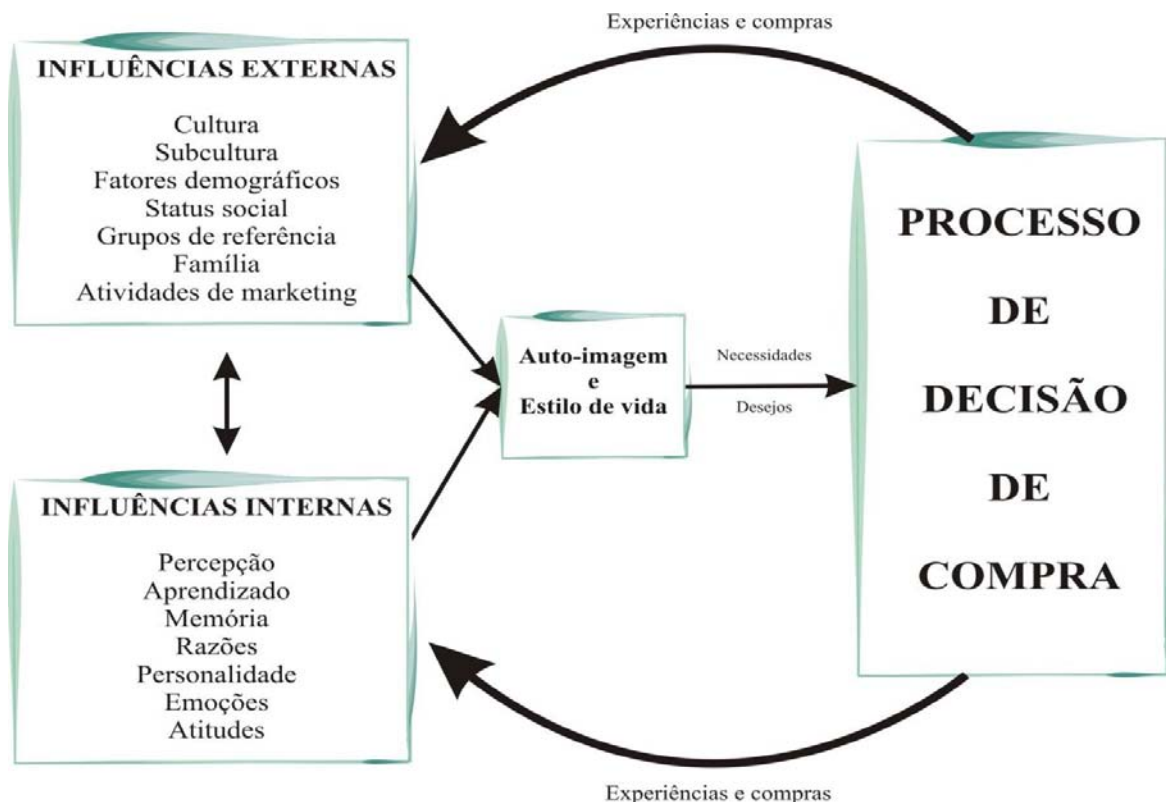 Experiências e compras
INFLUÊNCIAS EXTERNAS
Cultura
Subcultura
Fatores demográficos
Status social
Grupos de referência
Família
Atividades de marketing
Auto-imagem
e
Estilo de vida
Necessidades
Desejos
PROCESSO
DE
DECISÃO
DE
COMPRA
INFLUÊNCIAS INTERNAS
Percepção
Aprendizado
Memória
Razões
Personalidade
Emoções
Atitudes
Experiências e compras